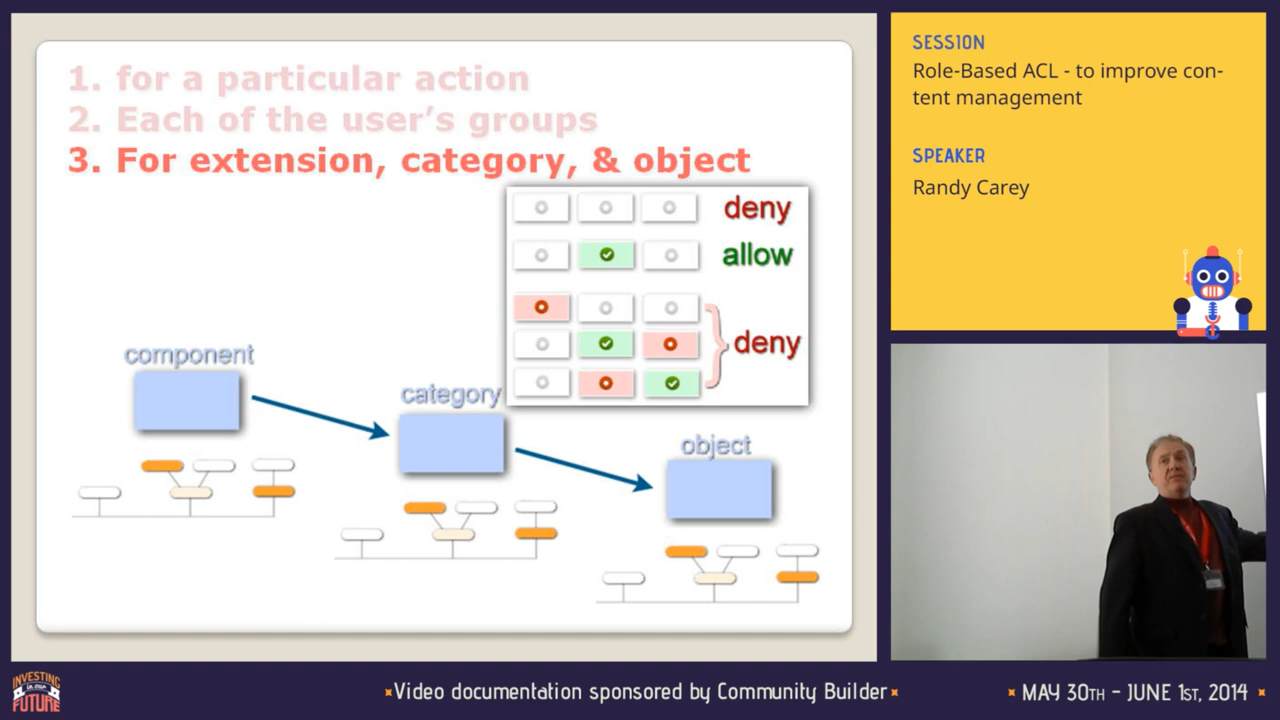 1. for a particular action
2. Each of the user's groups
3. For extension, category, & object
deny
allow
deny
component
category
object
SESSION
Role-Based ACL - to improve con-
tent management
SPEAKER
Randy Carey
INVESTING
IN OUR
FUTURE
Video documentation sponsored by Community Builder
MAY 30TH - JUNE 1ST, 2014